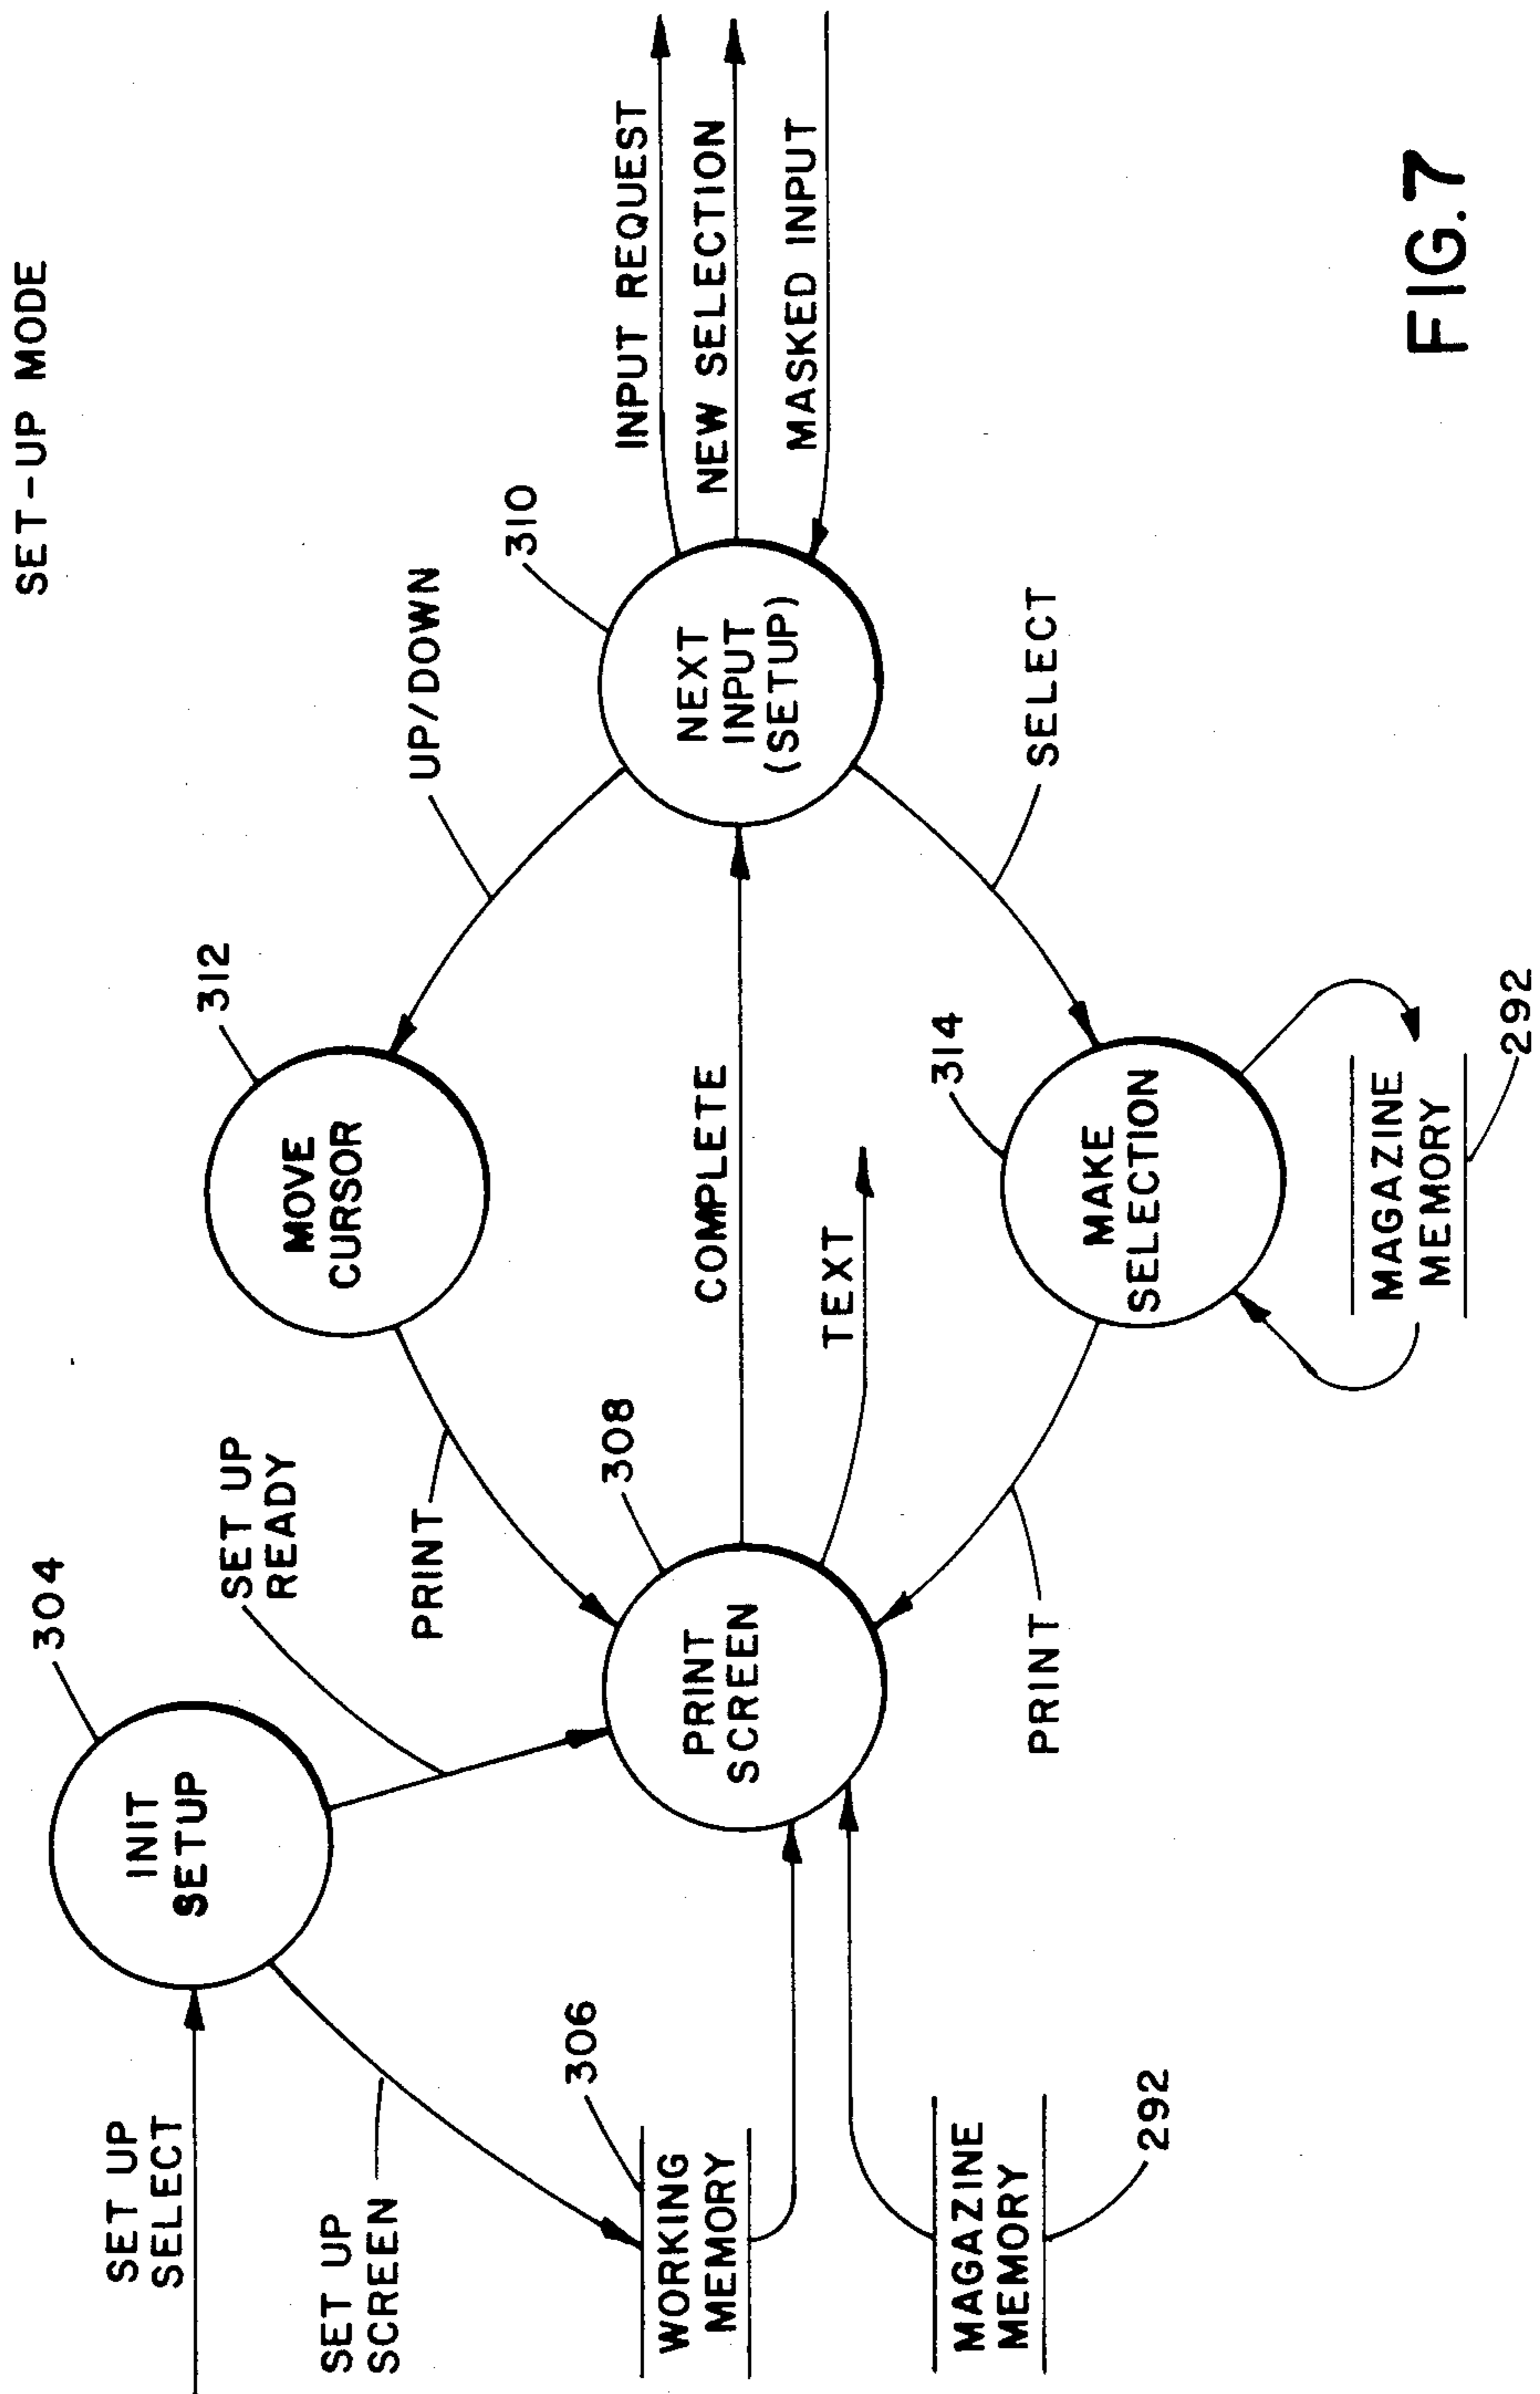 SET-UP MODE
SET UP
SELECT
INIT
SETUP
304
SET UP
SCREEN
SET UP
READY
312
MOVE
CURSOR
UP/DOWN
PRINT
306
WORKING
MEMORY
308
PRINT
SCREEN
COMPLETE
TEXT
310
NEXT
INPUT
(SETUP)
INPUT REQUEST
NEW SELECTION
MASKED INPUT
MAGAZINE
MEMORY
292
PRINT
314
MAKE
SELECTION
SELECT
MAGAZINE
MEMORY
292
FIG.7